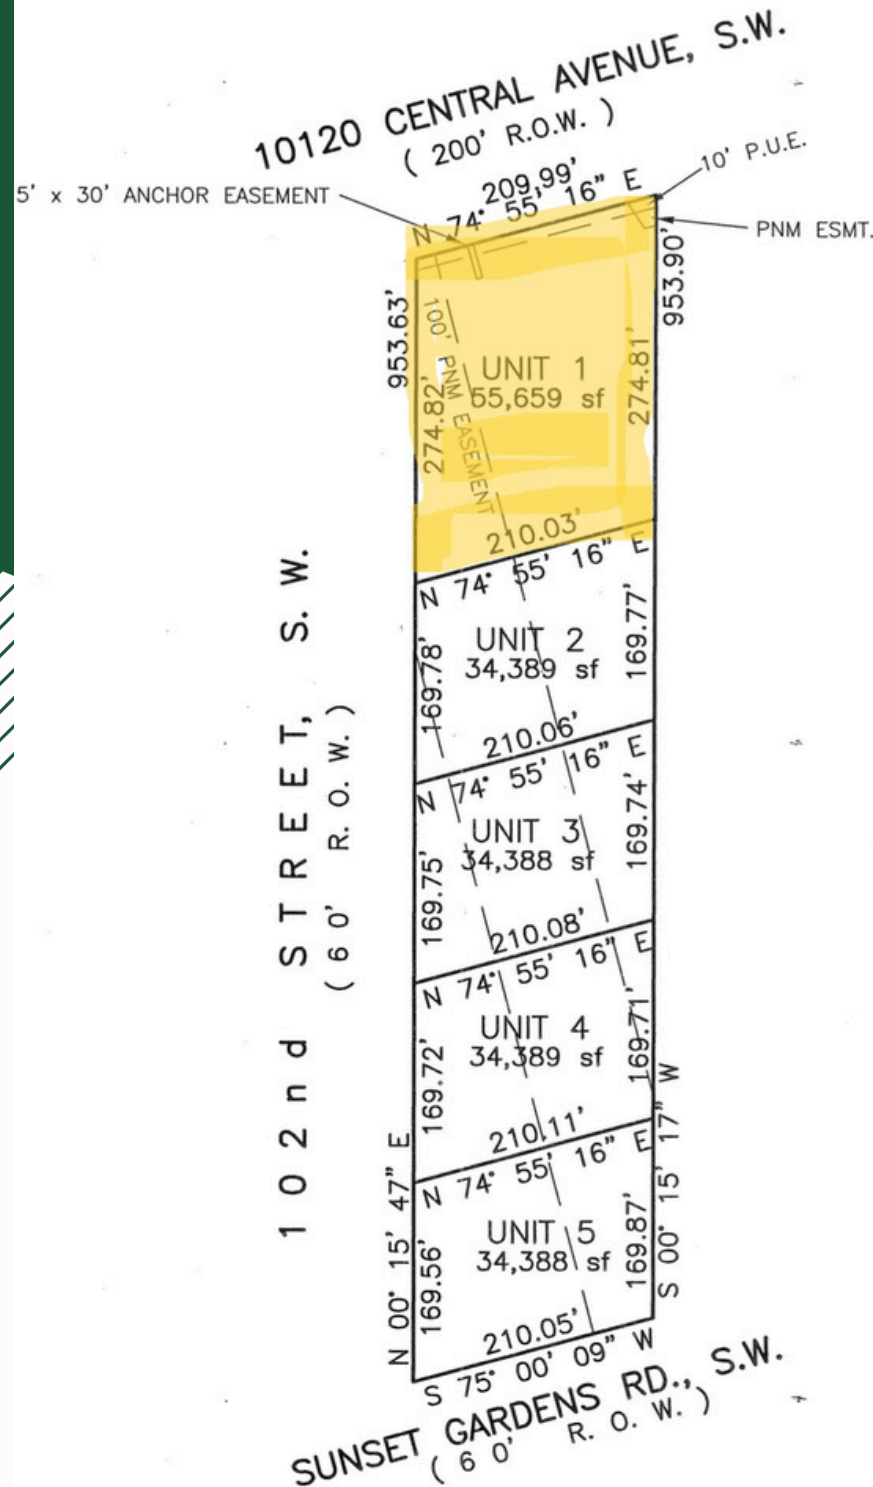 10120 CENTRAL AVENUE, S.W.
( 200' R.O.W. )
10' P.U.E.
5' x 30' ANCHOR EASEMENT
209,99'
N 74° 55' 16" E
PNM ESMT.
953.63'
953.90'
100' PNM EASEMENT
274.82'
UNIT 1
55,659 sf
274.81'
210.03'
N 74° 55' 16" E
169.78'
UNIT 2
34,389 sf
169.77'
210.06'
N 74° 55' 16" E
169.75'
UNIT 3
34,388 sf
169.74'
210.08'
N 74° 55' 16" E
169.72'
UNIT 4
34,389 sf
169.71'
210.11'
N 74° 55' 16" E
169.56'
UNIT 5
34,388 sf
169.87'
210.05'
S 75° 00' 09" W
N 00° 15' 47" E
S 00° 15' 17" W
102nd STREET, S.W.
( 60' R.O.W. )
SUNSET GARDENS RD., S.W.
( 60' R.O.W. )